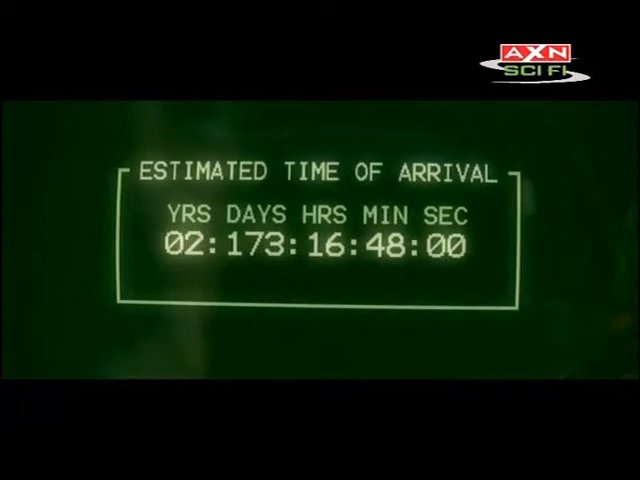 AXN
SCI FI
ESTIMATED TIME OF ARRIVAL
YRS DAYS HRS MIN SEC
02:173:16:48:00